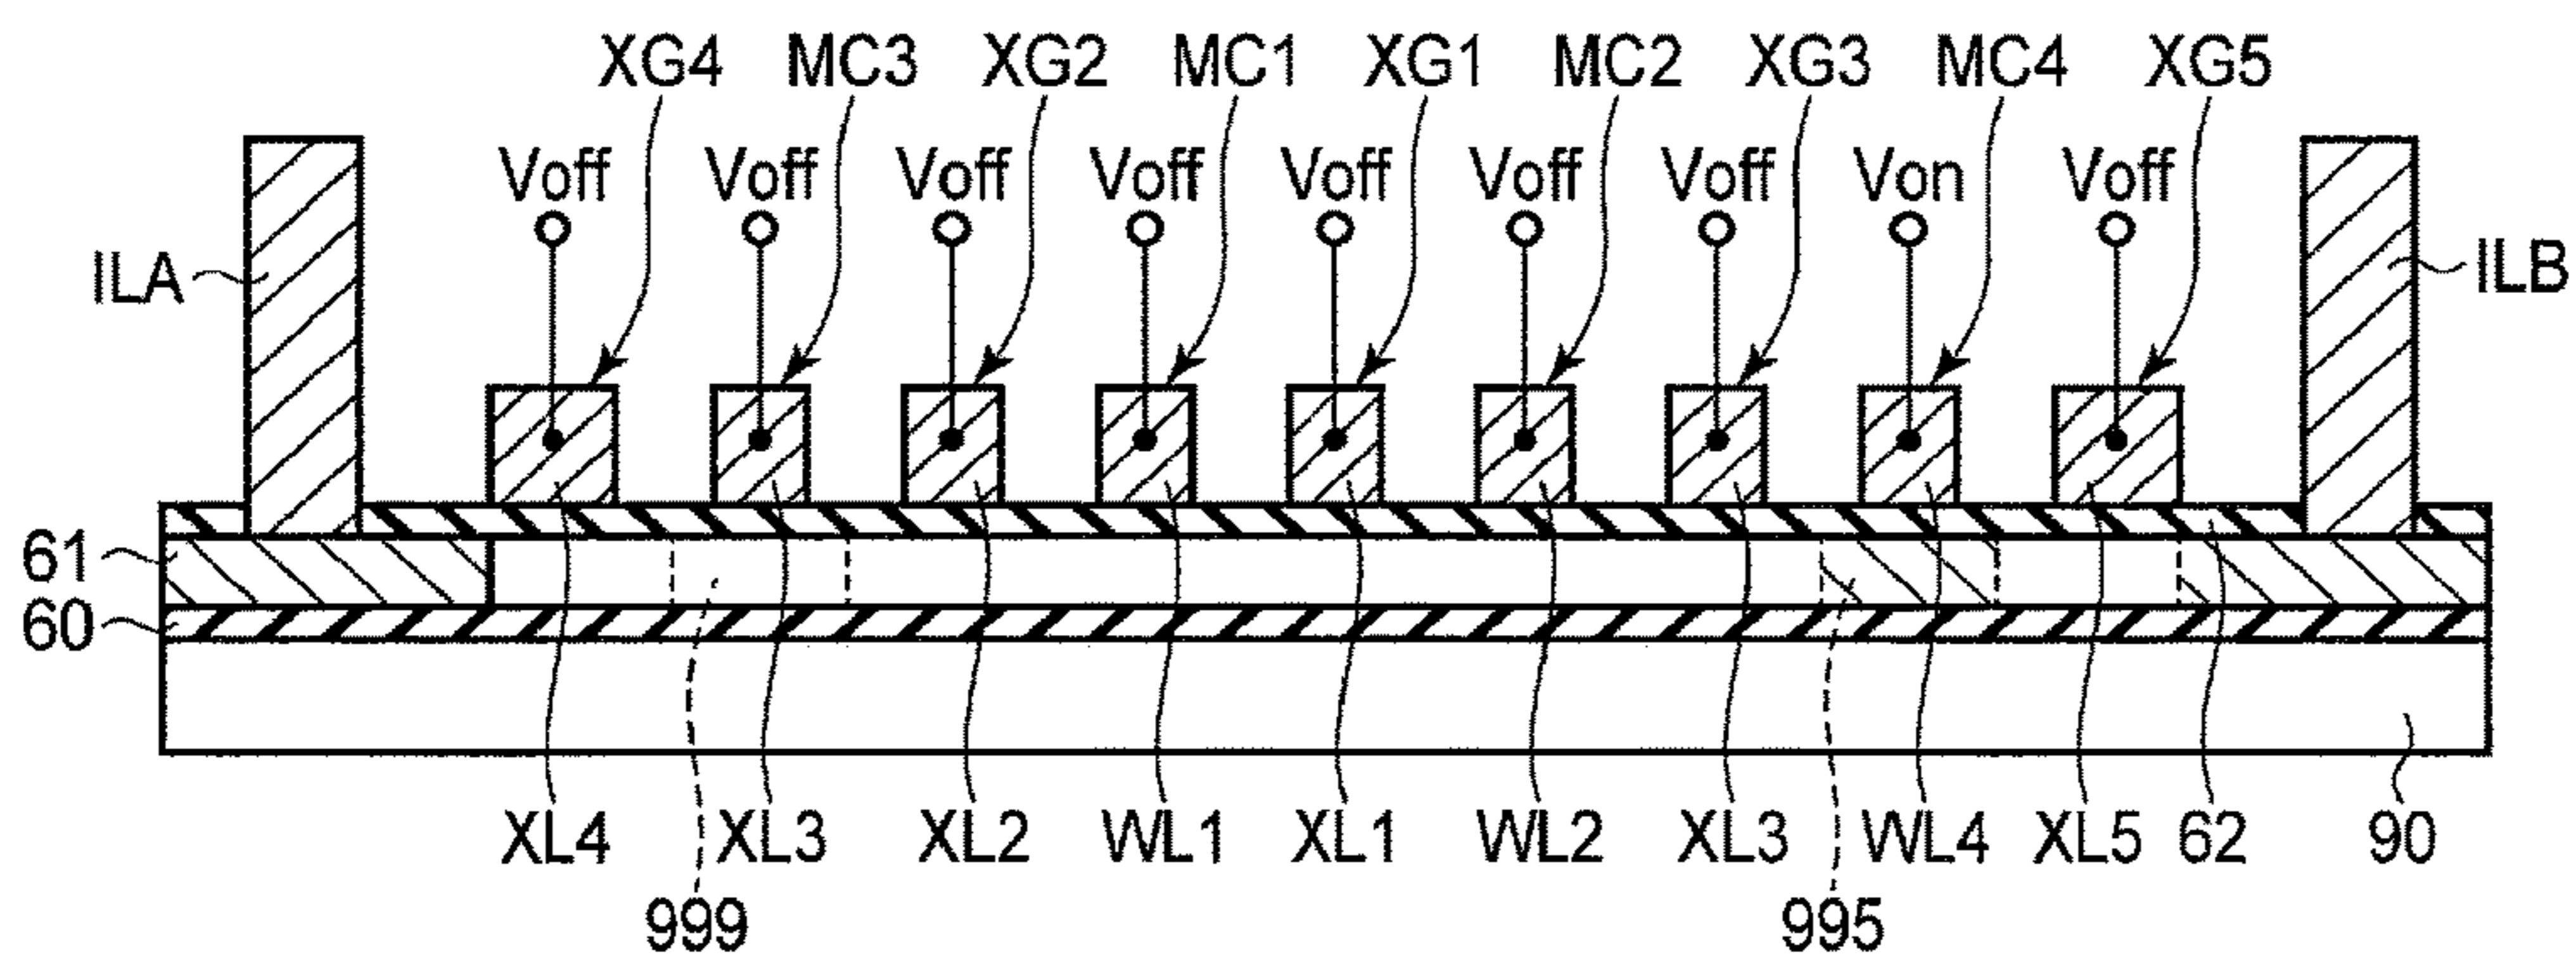 XG4 MC3 XG2 MC1 XG1 MC2 XG3 MC4 XG5
Voff Voff Voff Voff Voff Voff Voff Von Voff
ILA ILB
61
60
XL4 XL3 XL2 WL1 XL1 WL2 XL3 WL4 XL5 62 90
999 995